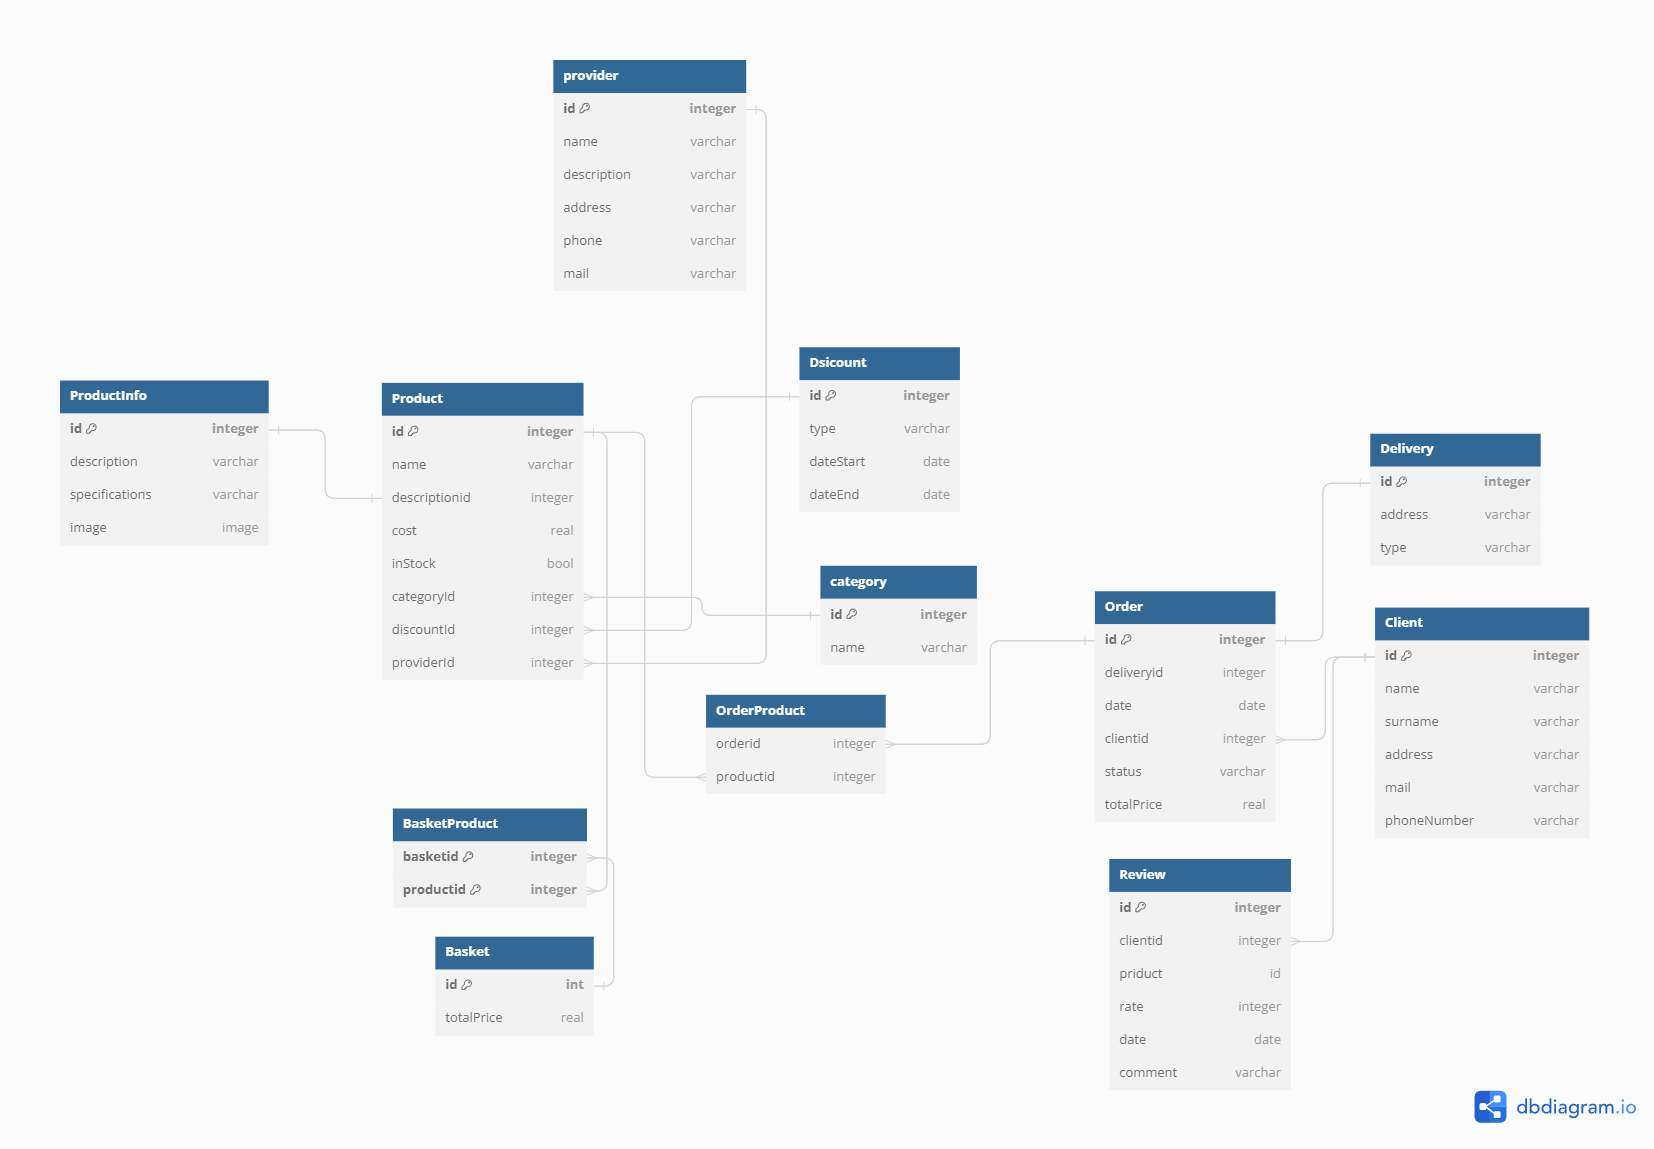 provider
id integer
name varchar
description varchar
address varchar
phone varchar
mail varchar
ProductInfo
id integer
description varchar
specifications varchar
image image
Product
id integer
name varchar
descriptionid integer
cost real
inStock bool
categoryId integer
discountId integer
providerId integer
Dsicount
id integer
type varchar
dateStart date
dateEnd date
category
id integer
name varchar
OrderProduct
orderid integer
productid integer
BasketProduct
basketid integer
productid integer
Basket
id int
totalPrice real
Order
id integer
deliveryid integer
date date
clientid integer
status varchar
totalPrice real
Delivery
id integer
address varchar
type varchar
Client
id integer
name varchar
surname varchar
address varchar
mail varchar
phoneNumber varchar
Review
id integer
clientid integer
priduct id
rate integer
date date
comment varchar
dbdiagram.io